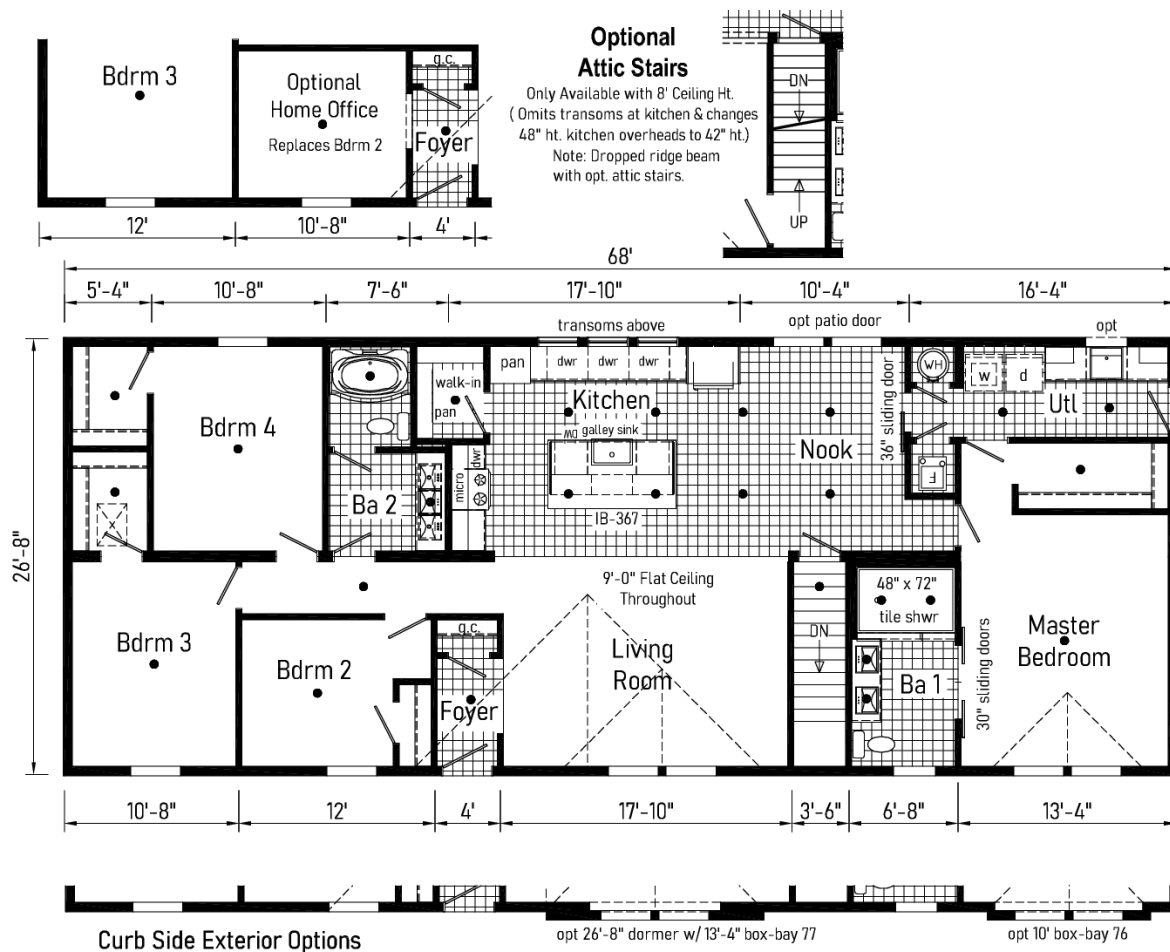 Bdrm 3
Optional
Home Office
Replaces Bdrm 2
g.c.
Foyer
12'
10'-8"
4'
Optional
Attic Stairs
Only Available with 8' Ceiling Ht.
( Omits transoms at kitchen & changes
48" ht. kitchen overheads to 42" ht.)
Note: Dropped ridge beam
with opt. attic stairs.
DN
UP
68'
5'-4"
10'-8"
7'-6"
17'-10"
10'-4"
16'-4"
transoms above
opt patio door
opt
26'-8"
pan
dwr
dwr
dwr
walk-in
pan
Kitchen
DW
galley sink
Nook
36" sliding door
WH
w
d
Utl
Bdrm 4
Ba 2
micro
dwr
IB-367
F
X
9'-0" Flat Ceiling
Throughout
48" x 72"
tile shwr
Bdrm 3
Bdrm 2
g.c.
Foyer
Living
Room
DN
Ba 1
30" sliding doors
Master
Bedroom
10'-8"
12'
4'
17'-10"
3'-6"
6'-8"
13'-4"
Curb Side Exterior Options
opt 26'-8" dormer w/ 13'-4" box-bay 77
opt 10' box-bay 76